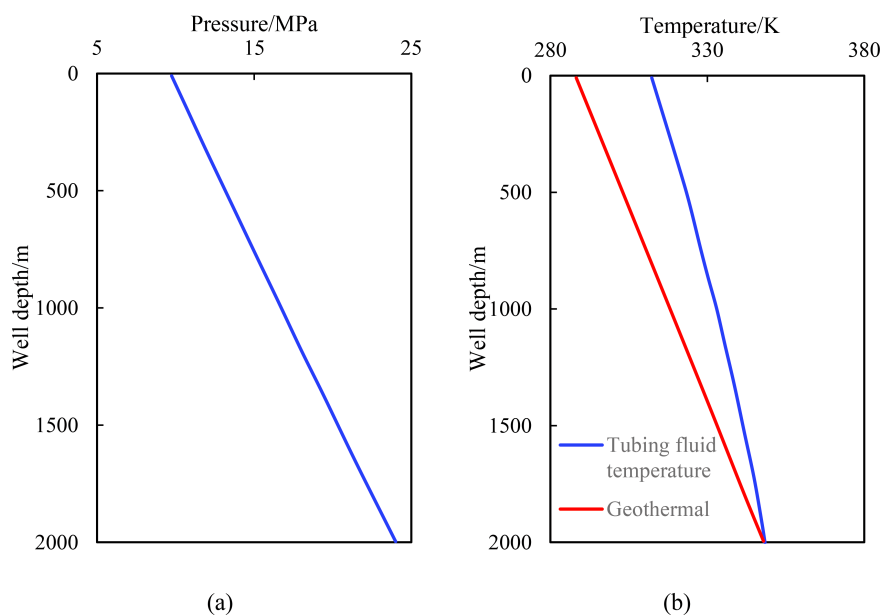 Pressure/MPa
5 15 25
0
500
1000
1500
2000
Well depth/m
(a)
Temperature/K
280 330 380
0
500
1000
1500
2000
Well depth/m
Tubing fluid
temperature
Geothermal
(b)